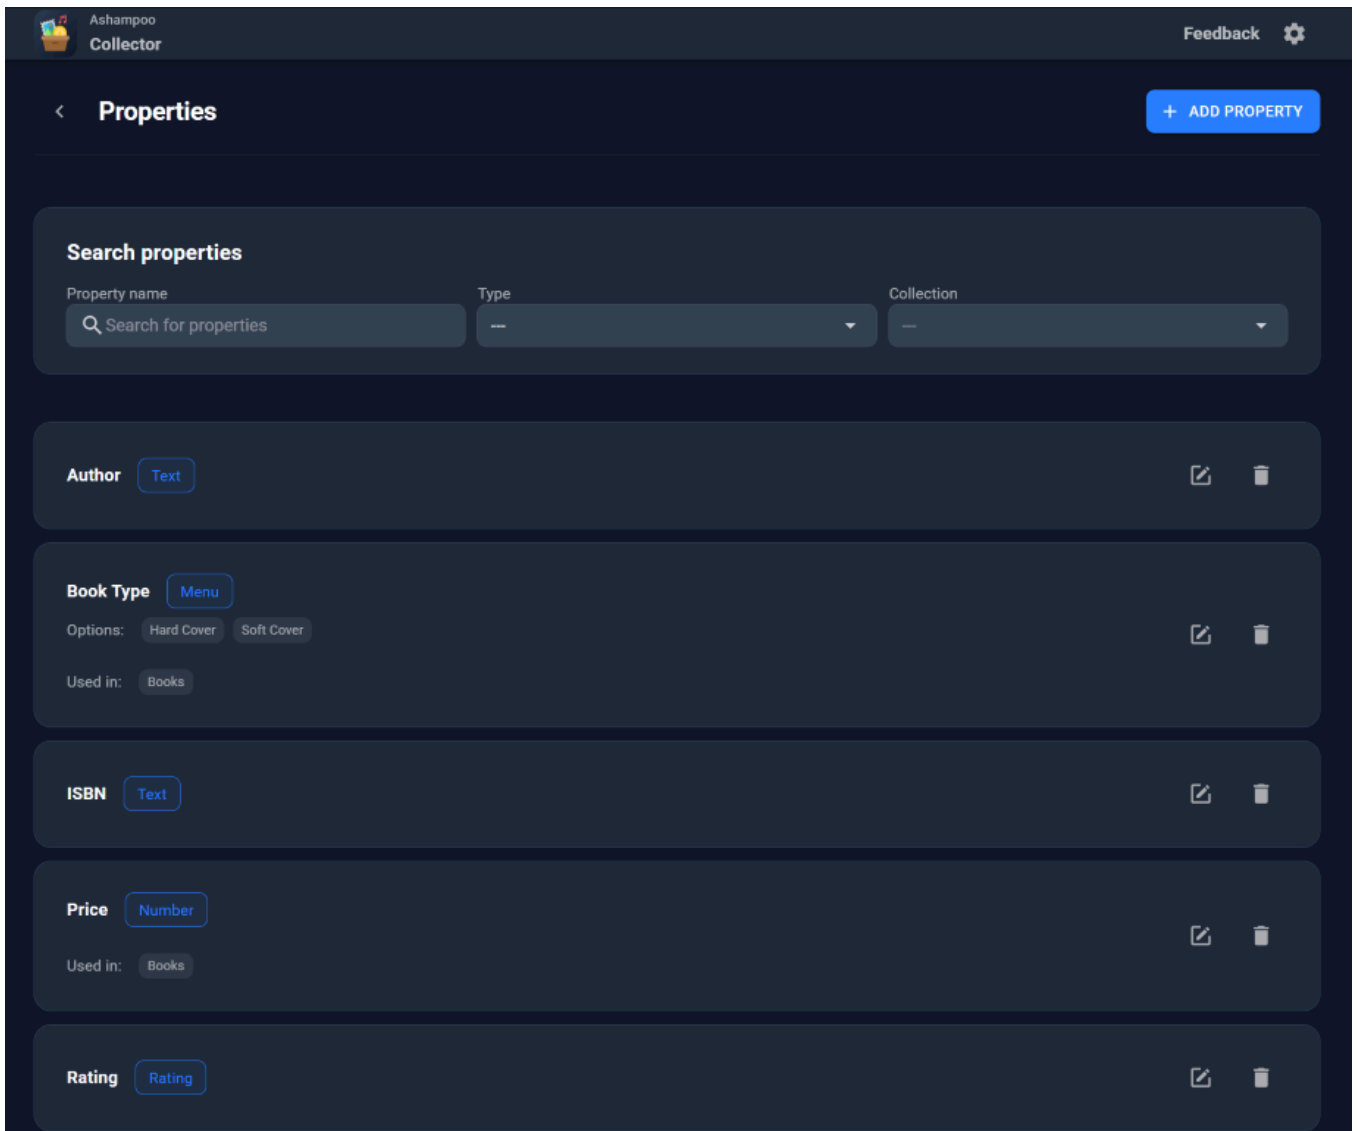 Ashampoo
Collector
Feedback
Properties
+ ADD PROPERTY
Search properties
Property name
Type
Collection
Search for properties
---
---
Author Text
Book Type Menu
Options: Hard Cover Soft Cover
Used in: Books
ISBN Text
Price Number
Used in: Books
Rating Rating